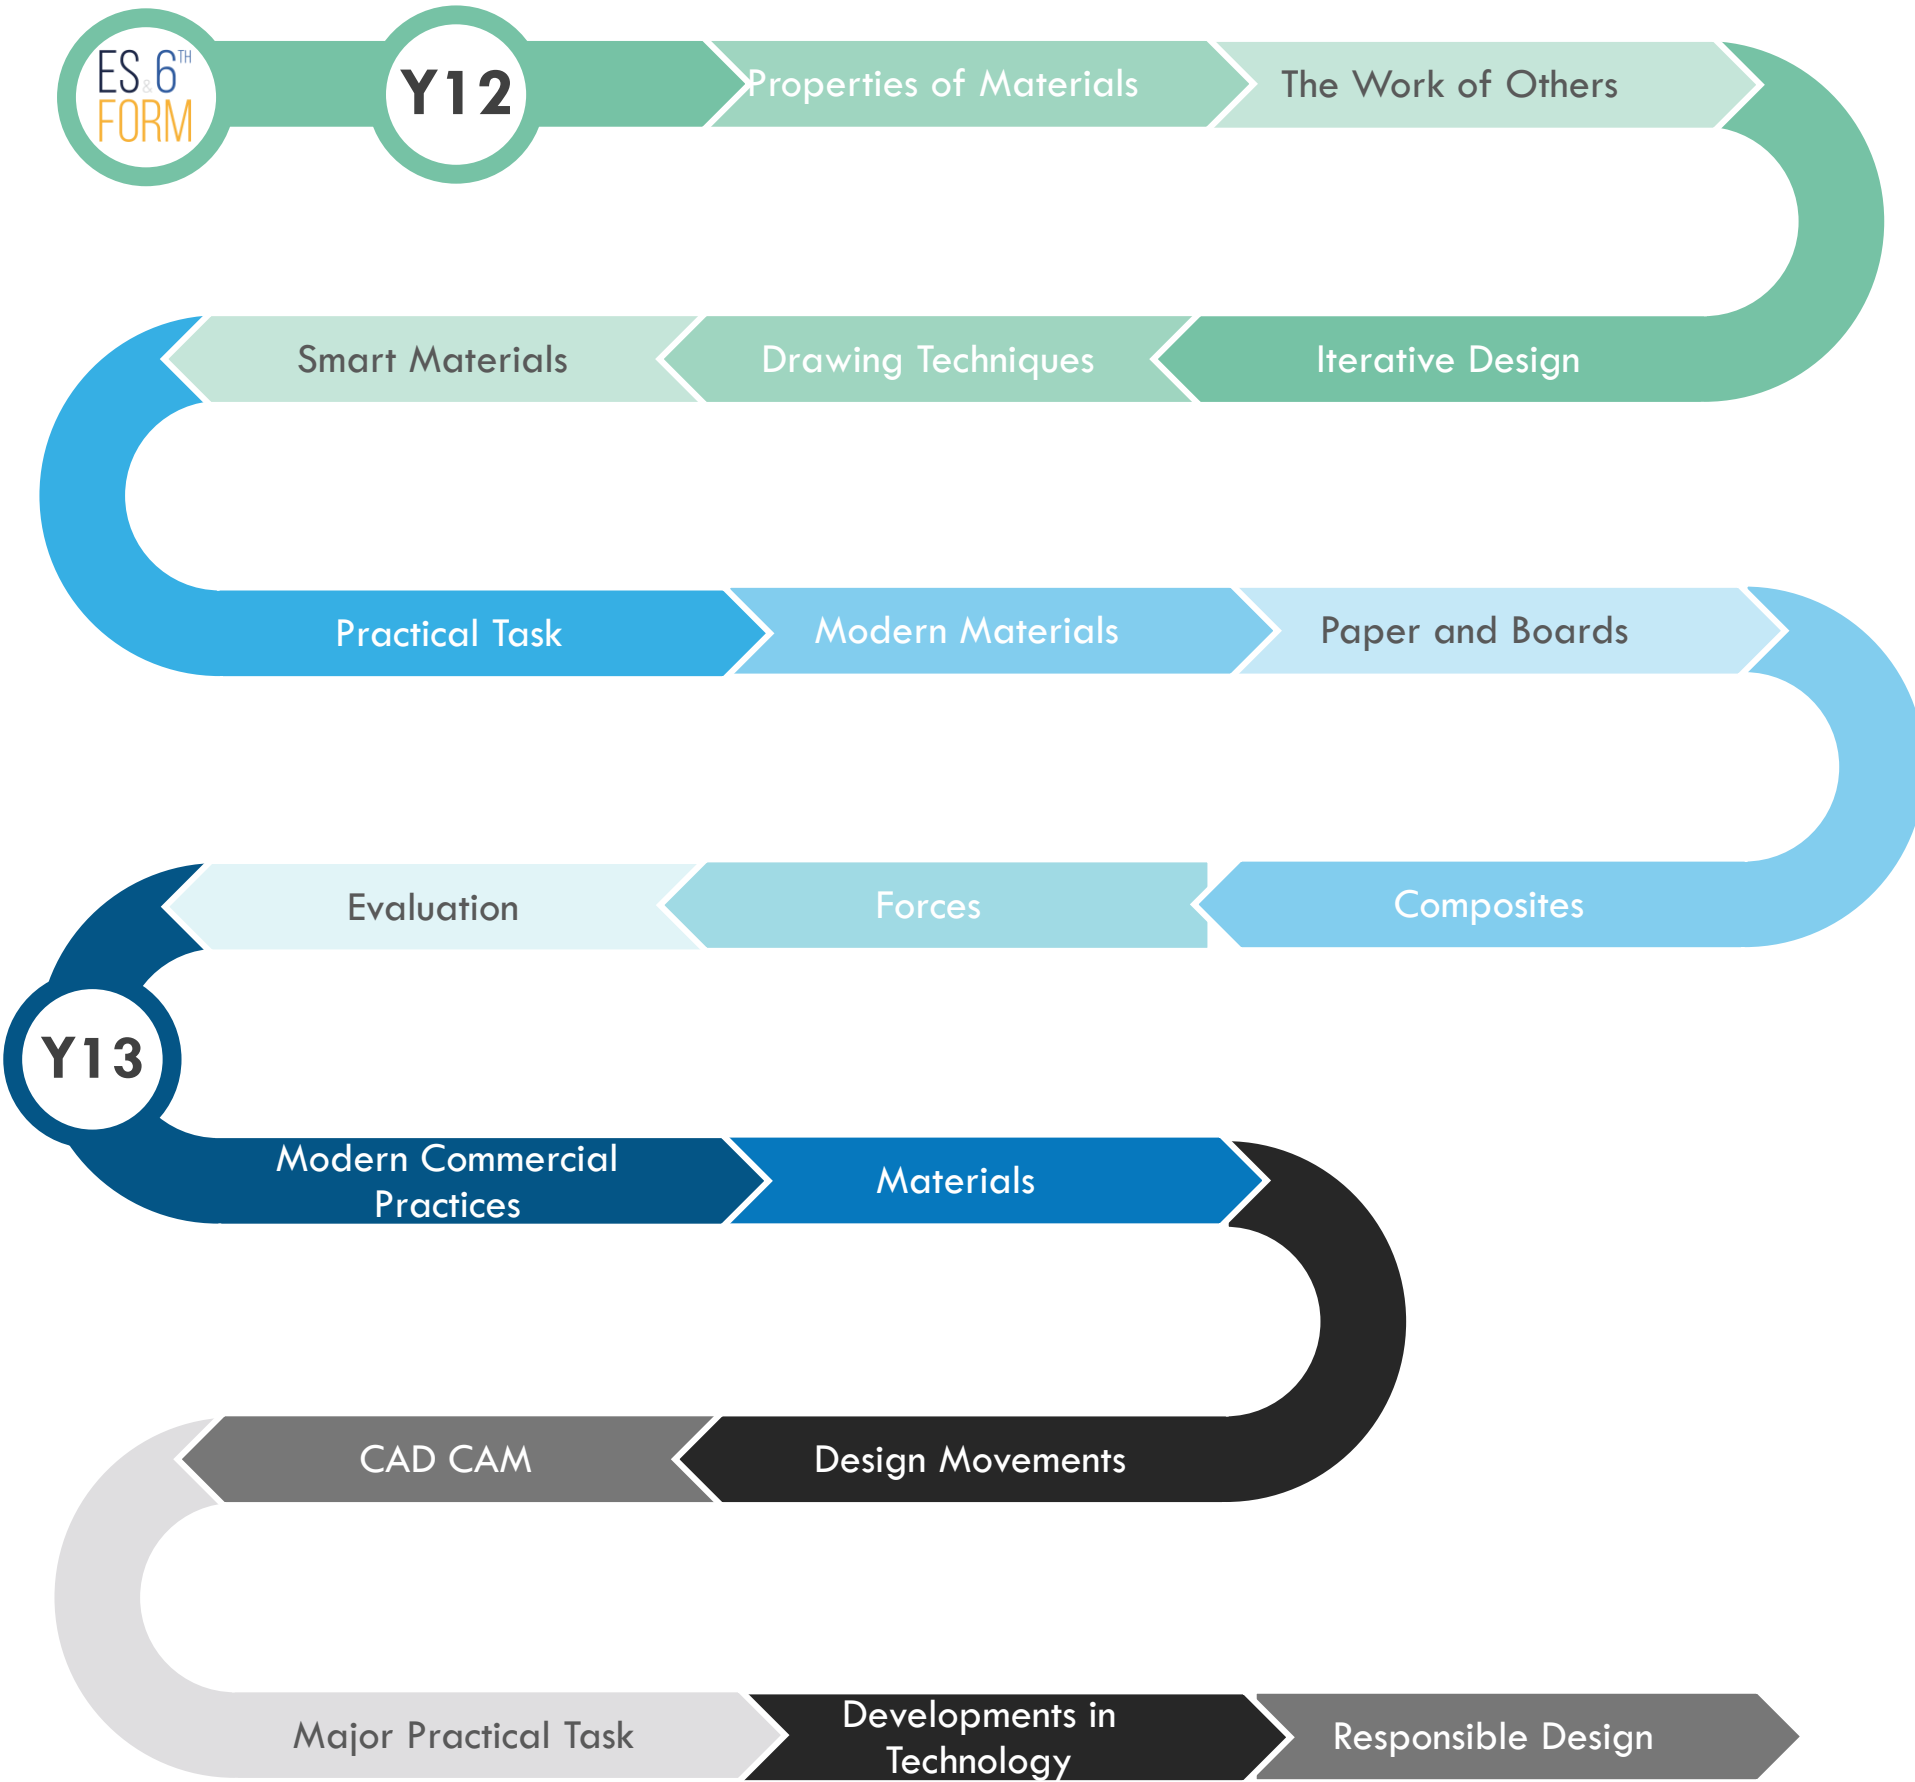 ES & 6TH
FORM
Y12
Properties of Materials
The Work of Others
Iterative Design
Drawing Techniques
Smart Materials
Practical Task
Modern Materials
Paper and Boards
Composites
Forces
Evaluation
Y13
Modern Commercial
Practices
Materials
Design Movements
CAD CAM
Major Practical Task
Developments in
Technology
Responsible Design